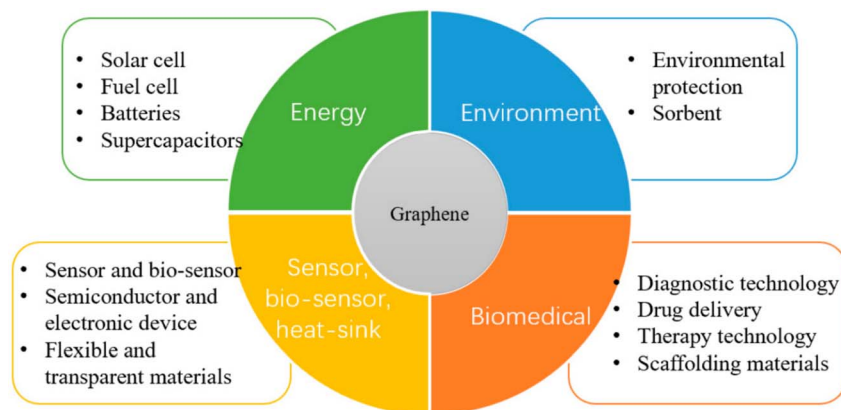 • Solar cell
• Fuel cell
• Batteries
• Supercapacitors
Energy
Environment
• Environmental
protection
• Sorbent
Graphene
• Sensor and bio-sensor
• Semiconductor and
electronic device
• Flexible and
transparent materials
Sensor,
bio-sensor,
heat-sink
Biomedical
• Diagnostic technology
• Drug delivery
• Therapy technology
• Scaffolding materials